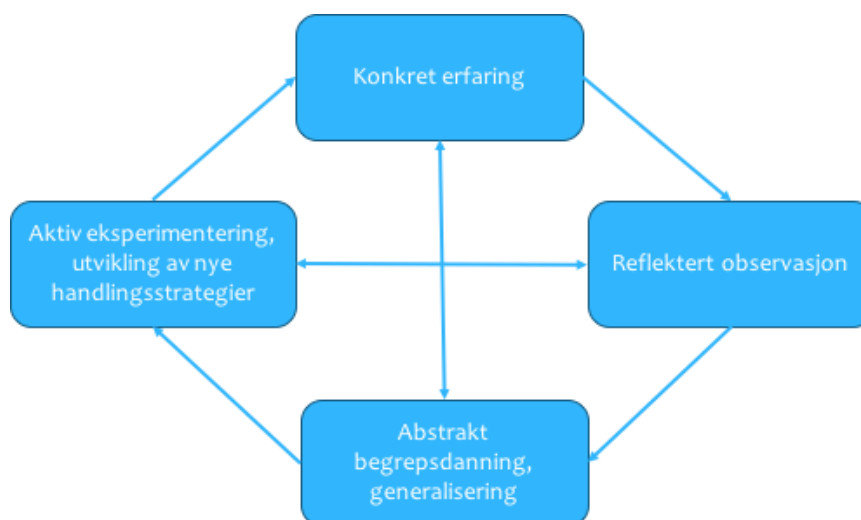 Konkret erfaring
Aktiv eksperimentering,
utvikling av nye
handlingsstrategier
Reflektert observasjon
Abstrakt
begrepsdanning,
generalisering